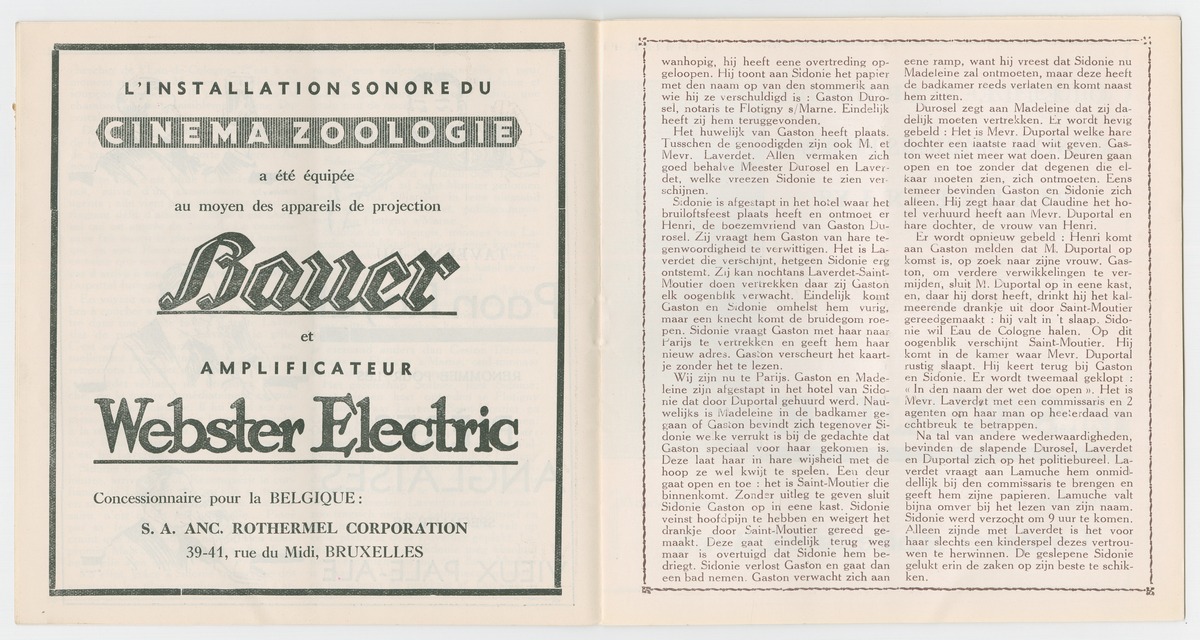 L'INSTALLATION SONORE DU
CINEMA ZOOLOGIE
a été équipée
au moyen des appareils de projection
Bauer
et
AMPLIFICATEUR
Webster Electric
Concessionnaire pour la BELGIQUE :
S. A. ANC. ROTHERMEL CORPORATION
39-41, rue du Midi, BRUXELLES
wanhopig, hij heeft eene overtreding op-
geloopen. Hij toont aan Sidonie het papier
met den naam op van den stommerik aan
wie hij ze verschuldigd is : Gaston Duro-
sel, notaris te Flotigny s/Marne. Eindelijk
heeft zij hem teruggevonden.
Het huwelijk van Gaston heeft plaats.
Tusschen de genoodigden zijn ook M. et
Mevr. Laverdet. Allen vermaken zich
goed behalve Meester Durosel en Laver-
det, welke vreezen Sidonie te zien ver-
schijnen.
Sidonie is afgestapt in het hotel waar het
bruiloftsfeest plaats heeft en ontmoet er
Henri, de boezemvriend van Gaston Du-
rosel. Zij vraagt hem Gaston van hare te-
genwoordigheid te verwittigen. Het is La-
verdet die verschijnt, hetgeen Sidonie erg
ontstemt. Zij kan nochtans Laverdet-Saint-
Moutier doen vertrekken daar zij Gaston
elk oogenblik verwacht. Eindelijk komt
Gaston en Sidonie omhelst hem vurig,
maar een knecht komt de bruidegom roe-
pen. Sidonie vraagt Gaston met haar naar
Parijs te vertrekken en geeft hem haar
nieuw adres. Gaston verscheurt het kaart-
je zonder het te lezen.
Wij zijn nu te Parijs. Gaston en Made-
leine zijn afgestapt in het hotel van Sido-
nie dat door Duportal gehuurd werd. Nau-
welijks is Madeleine in de badkamer ge-
gaan of Gaston bevindt zich tegenover Si-
donie welke verrukt is bij de gedachte dat
Gaston speciaal voor haar gekomen is.
Deze laat haar in hare wijsheid met de
hoop ze wel kwijt te spelen. Een deur
gaat open en toe : het is Saint-Moutier die
binnenkomt. Zonder uitleg te geven sluit
Sidonie Gaston op in eene kast. Sidonie
veinst hoofdpijn te hebben en weigert het
drankje door Saint-Moutier gereed ge-
maakt. Deze gaat eindelijk terug weg
maar is overtuigd dat Sidonie hem be-
driegt. Sidonie verlost Gaston en gaat dan
een bad nemen. Gaston verwacht zich aan
eene ramp, want hij vreest dat Sidonie nu
Madeleine zal ontmoeten, maar deze heeft
de badkamer reeds verlaten en komt naast
hem zitten.
Durosel zegt aan Madeleine dat zij da-
delijk moeten vertrekken. Er wordt hevig
gebeld : Het is Mevr. Duportal welke hare
dochter een laatste raad wilt geven. Gas-
ton weet niet meer wat doen. Deuren gaan
open en toe zonder dat degenen die el-
kaar moeten zien, zich ontmoeten. Eens
temeer bevinden Gaston en Sidonie zich
alleen. Hij zegt haar dat Claudine het ho-
tel verhuurd heeft aan Mevr. Duportal en
hare dochter, de vrouw van Henri.
Er wordt opnieuw gebeld : Henri komt
aan Gaston melden dat M. Duportal op
komst is, op zoek naar zijne vrouw. Gas-
ton, om verdere verwikkelingen te ver-
mijden, sluit M. Duportal op in eene kast,
en, daar hij dorst heeft, drinkt hij het kal-
meerende drankje uit door Saint-Moutier
gereedgemaakt : hij valt in 't slaap. Sido-
nie wil Eau de Cologne halen. Op dit
oogenblik verschijnt Saint-Moutier. Hij
komt in de kamer waar Mevr. Duportal
rustig slaapt. Hij keert terug bij Gaston
en Sidonie. Er wordt tweemaal geklopt :
« In den naam der wet doe open ». Het is
Mevr. Laverdet met een commissaris en 2
agenten om haar man op heeterdaad van
echtbreuk te betrappen.
Na tal van andere wederwaardigheden,
bevinden de slapende Durosel, Laverdet
en Duportal zich op het politiebureel. La-
verdet vraagt aan Lamuche hem onmid-
dellijk bij den commissaris te brengen en
geeft hem zijne papieren. Lamuche valt
bijna omver bij het lezen van zijn naam.
Sidonie werd verzocht om 9 uur te komen.
Alleen zijnde met Laverdet is het voor
haar slechts een kinderspel dezes vertrou-
wen te herwinnen. De geslepene Sidonie
gelukt erin de zaken op zijn beste te schik-
ken.